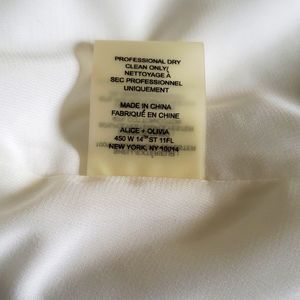 PROFESSIONAL DRY
CLEAN ONLY/
NETTOYAGE À
SEC PROFESSIONNEL
UNIQUEMENT
MADE IN CHINA
FABRIQUÉ EN CHINE
ALICE + OLIVIA
450 W 14TH ST 11FL
NEW YORK, NY 10014